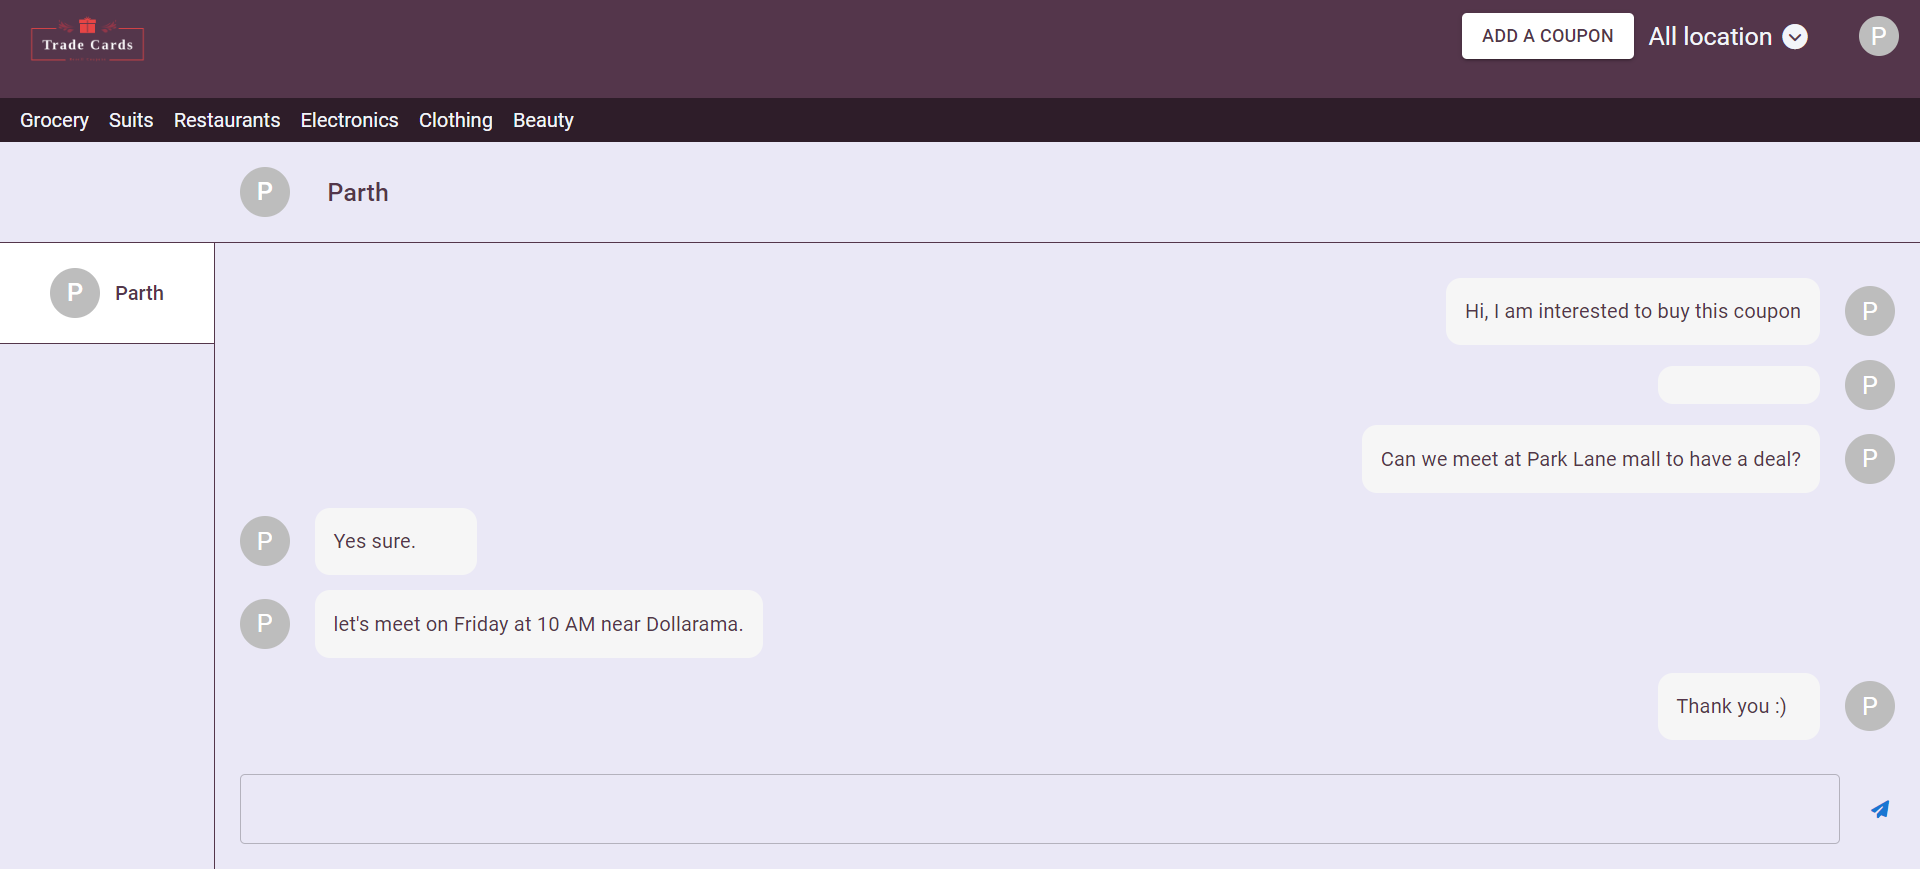 Trade Cards
ADD A COUPON
All location
P
Grocery Suits Restaurants Electronics Clothing Beauty
P Parth
P Parth
Hi, I am interested to buy this coupon P
P
Can we meet at Park Lane mall to have a deal? P
P Yes sure.
P let's meet on Friday at 10 AM near Dollarama.
Thank you :) P